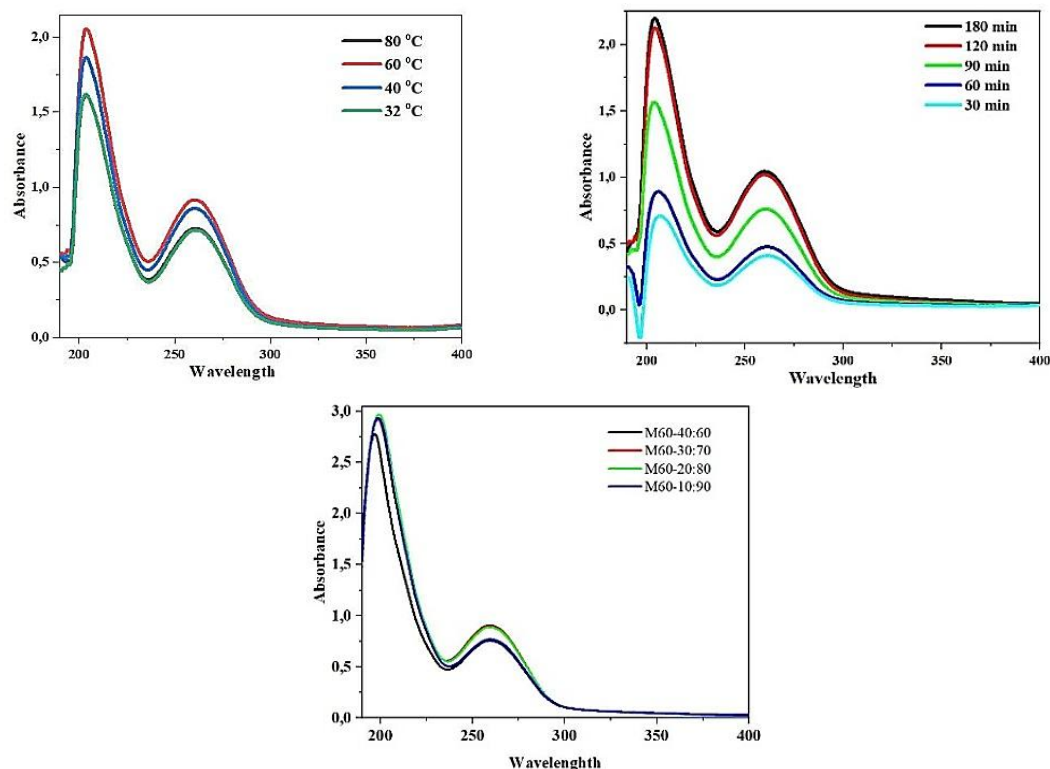 2,0
1,5
1,0
0,5
0,0
Absorbance
80 °C
60 °C
40 °C
32 °C
200
250
300
350
400
Wavelength
2,0
1,5
1,0
0,5
0,0
Absorbance
180 min
120 min
90 min
60 min
30 min
200
250
300
350
400
Wavelength
3,0
2,5
2,0
1,5
1,0
0,5
0,0
Absorbance
M60-40:60
M60-30:70
M60-20:80
M60-10:90
200
250
300
350
400
Wavelenghth